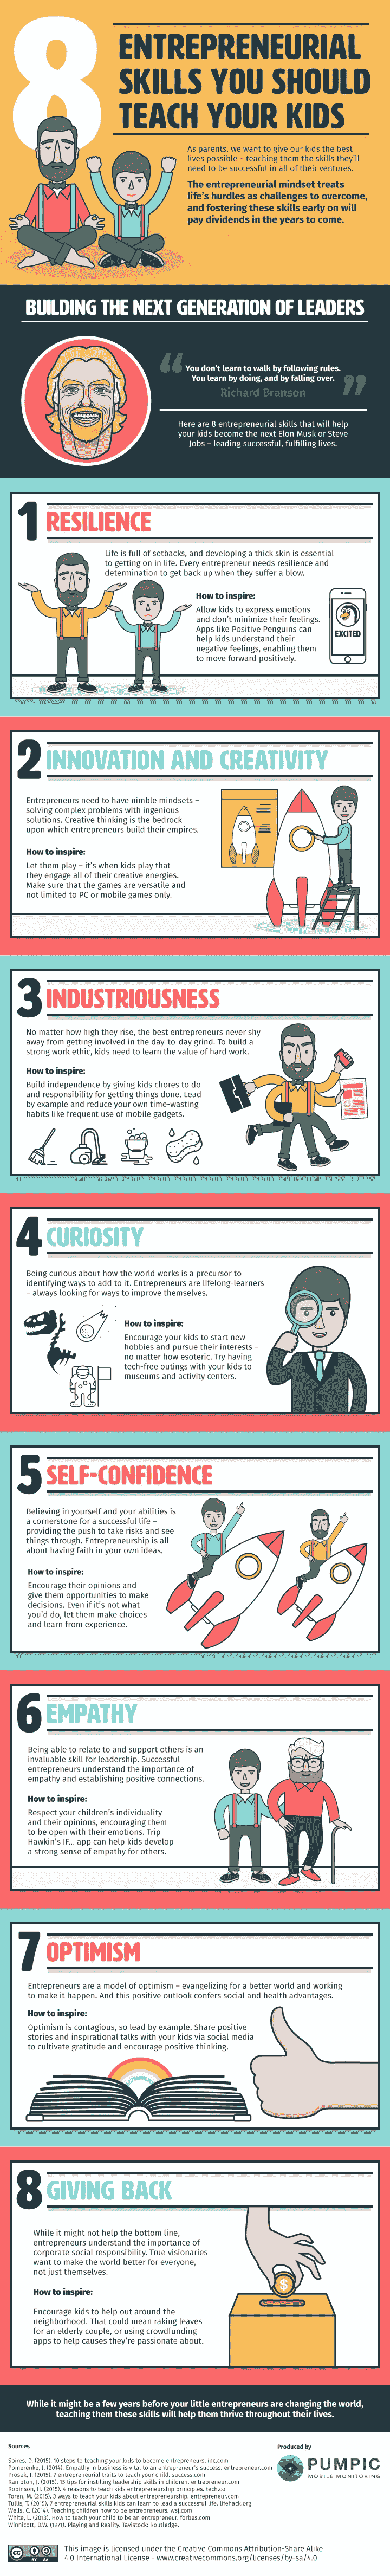 8
ENTREPRENEURIAL
SKILLS YOU SHOULD
TEACH YOUR KIDS
As parents, we want to give our kids the best
lives possible – teaching them the skills they'll
need to be successful in all of their ventures.
The entrepreneurial mindset treats
life's hurdles as challenges to overcome,
and fostering these skills early on will
pay dividends in the years to come.
BUILDING THE NEXT GENERATION OF LEADERS
“You don't learn to walk by following rules.
You learn by doing, and by falling over.”
Richard Branson
Here are 8 entrepreneurial skills that will help
your kids become the next Elon Musk or Steve
Jobs – leading successful, fulfilling lives.
1 RESILIENCE
Life is full of setbacks, and developing a thick skin is essential
to getting on in life. Every entrepreneur needs resilience and
determination to get back up when they suffer a blow.
How to inspire:
Allow kids to express emotions
and don't minimize their feelings.
Apps like Positive Penguins can
help kids understand their
negative feelings, enabling them
to move forward positively.
EXCITED
2 INNOVATION AND CREATIVITY
Entrepreneurs need to have nimble mindsets –
solving complex problems with ingenious
solutions. Creative thinking is the bedrock
upon which entrepreneurs build their empires.
How to inspire:
Let them play – it's when kids play that
they engage all of their creative energies.
Make sure that the games are versatile and
not limited to PC or mobile games only.
3 INDUSTRIOUSNESS
No matter how high they rise, the best entrepreneurs never shy
away from getting involved in the day-to-day grind. To build a
strong work ethic, kids need to learn the value of hard work.
How to inspire:
Build independence by giving kids chores to do
and responsibility for getting things done. Lead
by example and reduce your own time-wasting
habits like frequent use of mobile gadgets.
4 CURIOSITY
Being curious about how the world works is a precursor to
identifying ways to add to it. Entrepreneurs are lifelong-learners
– always looking for ways to improve themselves.
How to inspire:
Encourage your kids to start new
hobbies and pursue their interests –
no matter how esoteric. Try having
tech-free outings with your kids to
museums and activity centers.
5 SELF-CONFIDENCE
Believing in yourself and your abilities is
a cornerstone for a successful life –
providing the push to take risks and see
things through. Entrepreneurship is all
about having faith in your own ideas.
How to inspire:
Encourage their opinions and
give them opportunities to make
decisions. Even if it's not what
you'd do, let them make choices
and learn from experience.
6 EMPATHY
Being able to relate to and support others is an
invaluable skill for leadership. Successful
entrepreneurs understand the importance of
empathy and establishing positive connections.
How to inspire:
Respect your children's individuality
and their opinions, encouraging them
to be open with their emotions. Trip
Hawkin's IF... app can help kids develop
a strong sense of empathy for others.
7 OPTIMISM
Entrepreneurs are a model of optimism – evangelizing for a better world and working
to make it happen. And this positive outlook confers social and health advantages.
How to inspire:
Optimism is contagious, so lead by example. Share positive
stories and inspirational talks with your kids via social media
to cultivate gratitude and encourage positive thinking.
8 GIVING BACK
While it might not help the bottom line,
entrepreneurs understand the importance of
corporate social responsibility. True visionaries
want to make the world better for everyone,
not just themselves.
How to inspire:
Encourage kids to help out around the
neighborhood. That could mean raking leaves
for an elderly couple, or using crowdfunding
apps to help causes they're passionate about.
$
While it might be a few years before your little entrepreneurs are changing the world,
teaching them these skills will help them thrive throughout their lives.
Sources
Spires, D. (2015). 10 steps to teaching your kids to become entrepreneurs. inc.com
Pomerenke, J. (2014). Empathy in business is vital to an entrepreneur's success. entrepreneur.com
Prosek, J. (2015). 7 entrepreneurial traits to teach your child. success.com
Rampton, J. (2015). 15 tips for instilling leadership skills in children. entrepreneur.com
Robinson, H. (2015). 4 reasons to teach kids entrepreneurship principles. tech.co
Toren, M. (2015). 3 ways to teach your kids about entrepreneurship. entrepreneur.com
Tullis, T. (2015). 7 entrepreneurial skills kids can learn to lead a successful life. lifehack.org
Wells, C. (2014). Teaching children how to be entrepreneurs. wsj.com
White, L. (2013). How to teach your child to be an entrepreneur. forbes.com
Winnicott, D.W. (1971). Playing and Reality. Tavistock: Routledge.
Produced by
PUMPIC
MOBILE MONITORING
cc BY SA
This image is licensed under the Creative Commons Attribution-Share Alike
4.0 International License - www.creativecommons.org/licenses/by-sa/4.0